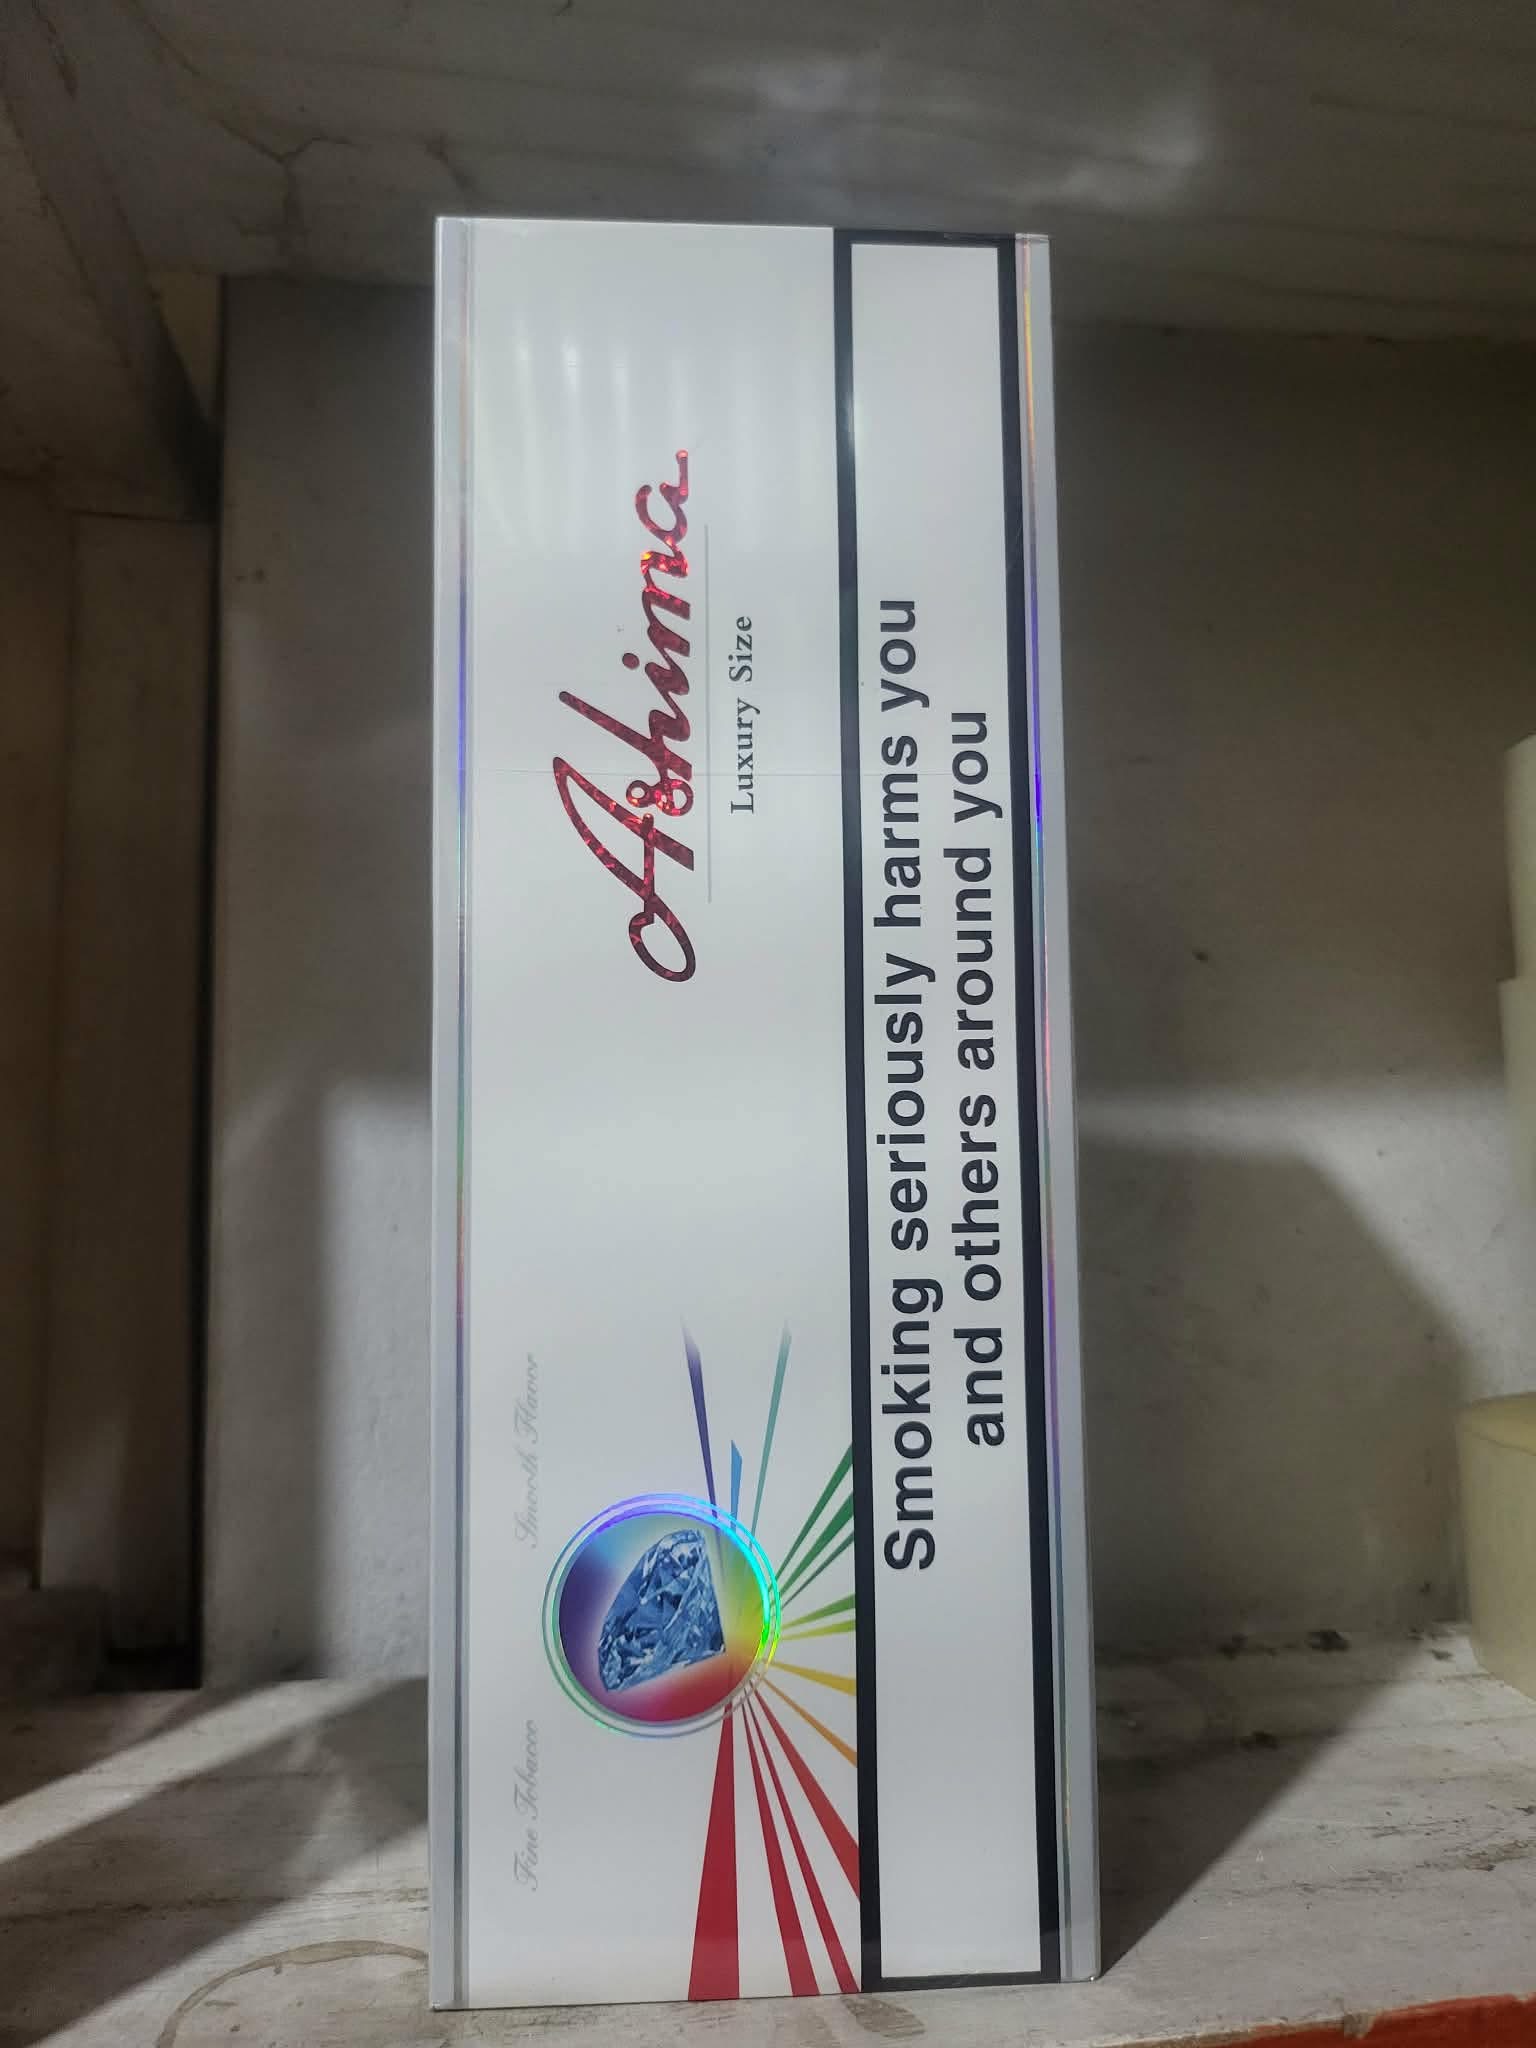 Ashima
Luxury Size
Fine Tobacco
Smooth Flavor
Smoking seriously harms you
and others around you